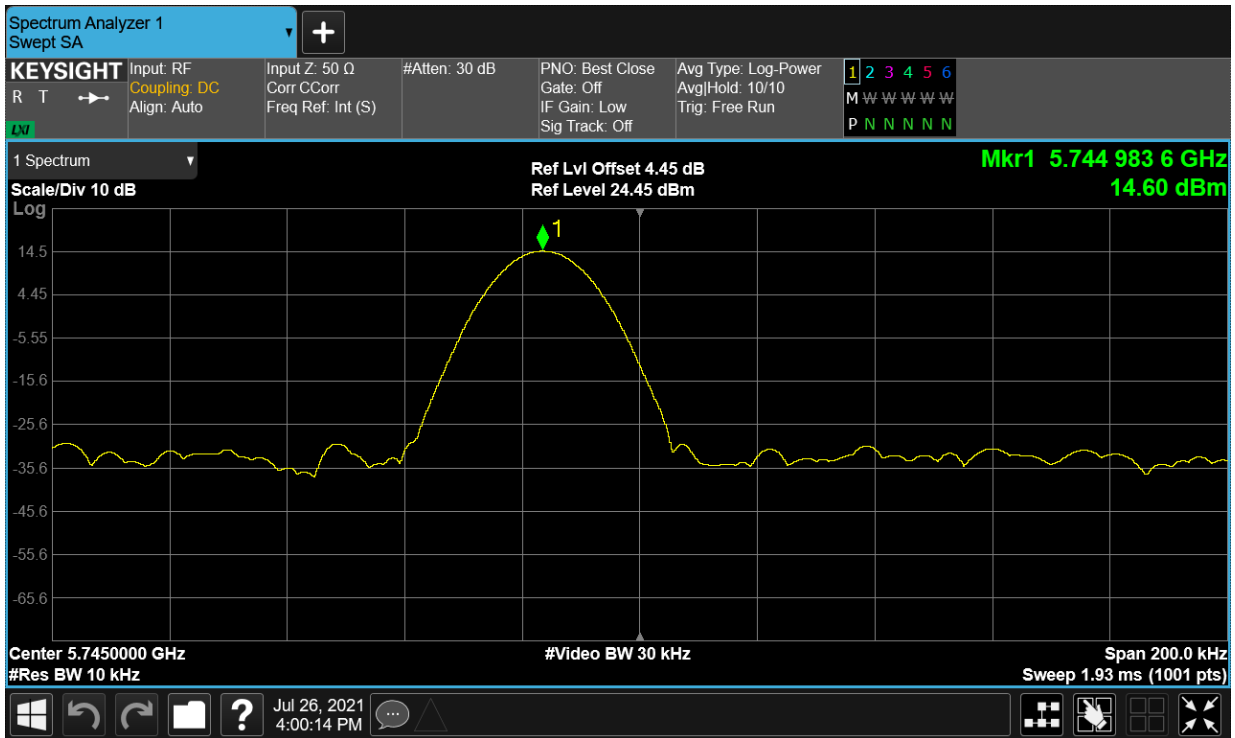 Spectrum Analyzer 1
Swept SA
+
KEYSIGHT
R T
LXI
Input: RF
Coupling: DC
Align: Auto
Input Z: 50 Ω
Corr CCorr
Freq Ref: Int (S)
#Atten: 30 dB
PNO: Best Close
Gate: Off
IF Gain: Low
Sig Track: Off
Avg Type: Log-Power
Avg|Hold: 10/10
Trig: Free Run
1 2 3 4 5 6
M W W W W W
P N N N N N
1 Spectrum
Scale/Div 10 dB
Log
Ref Lvl Offset 4.45 dB
Ref Level 24.45 dBm
Mkr1 5.744 983 6 GHz
14.60 dBm
1
14.5
4.45
-5.55
-15.6
-25.6
-35.6
-45.6
-55.6
-65.6
Center 5.7450000 GHz
#Res BW 10 kHz
#Video BW 30 kHz
Span 200.0 kHz
Sweep 1.93 ms (1001 pts)
?
Jul 26, 2021
4:00:14 PM